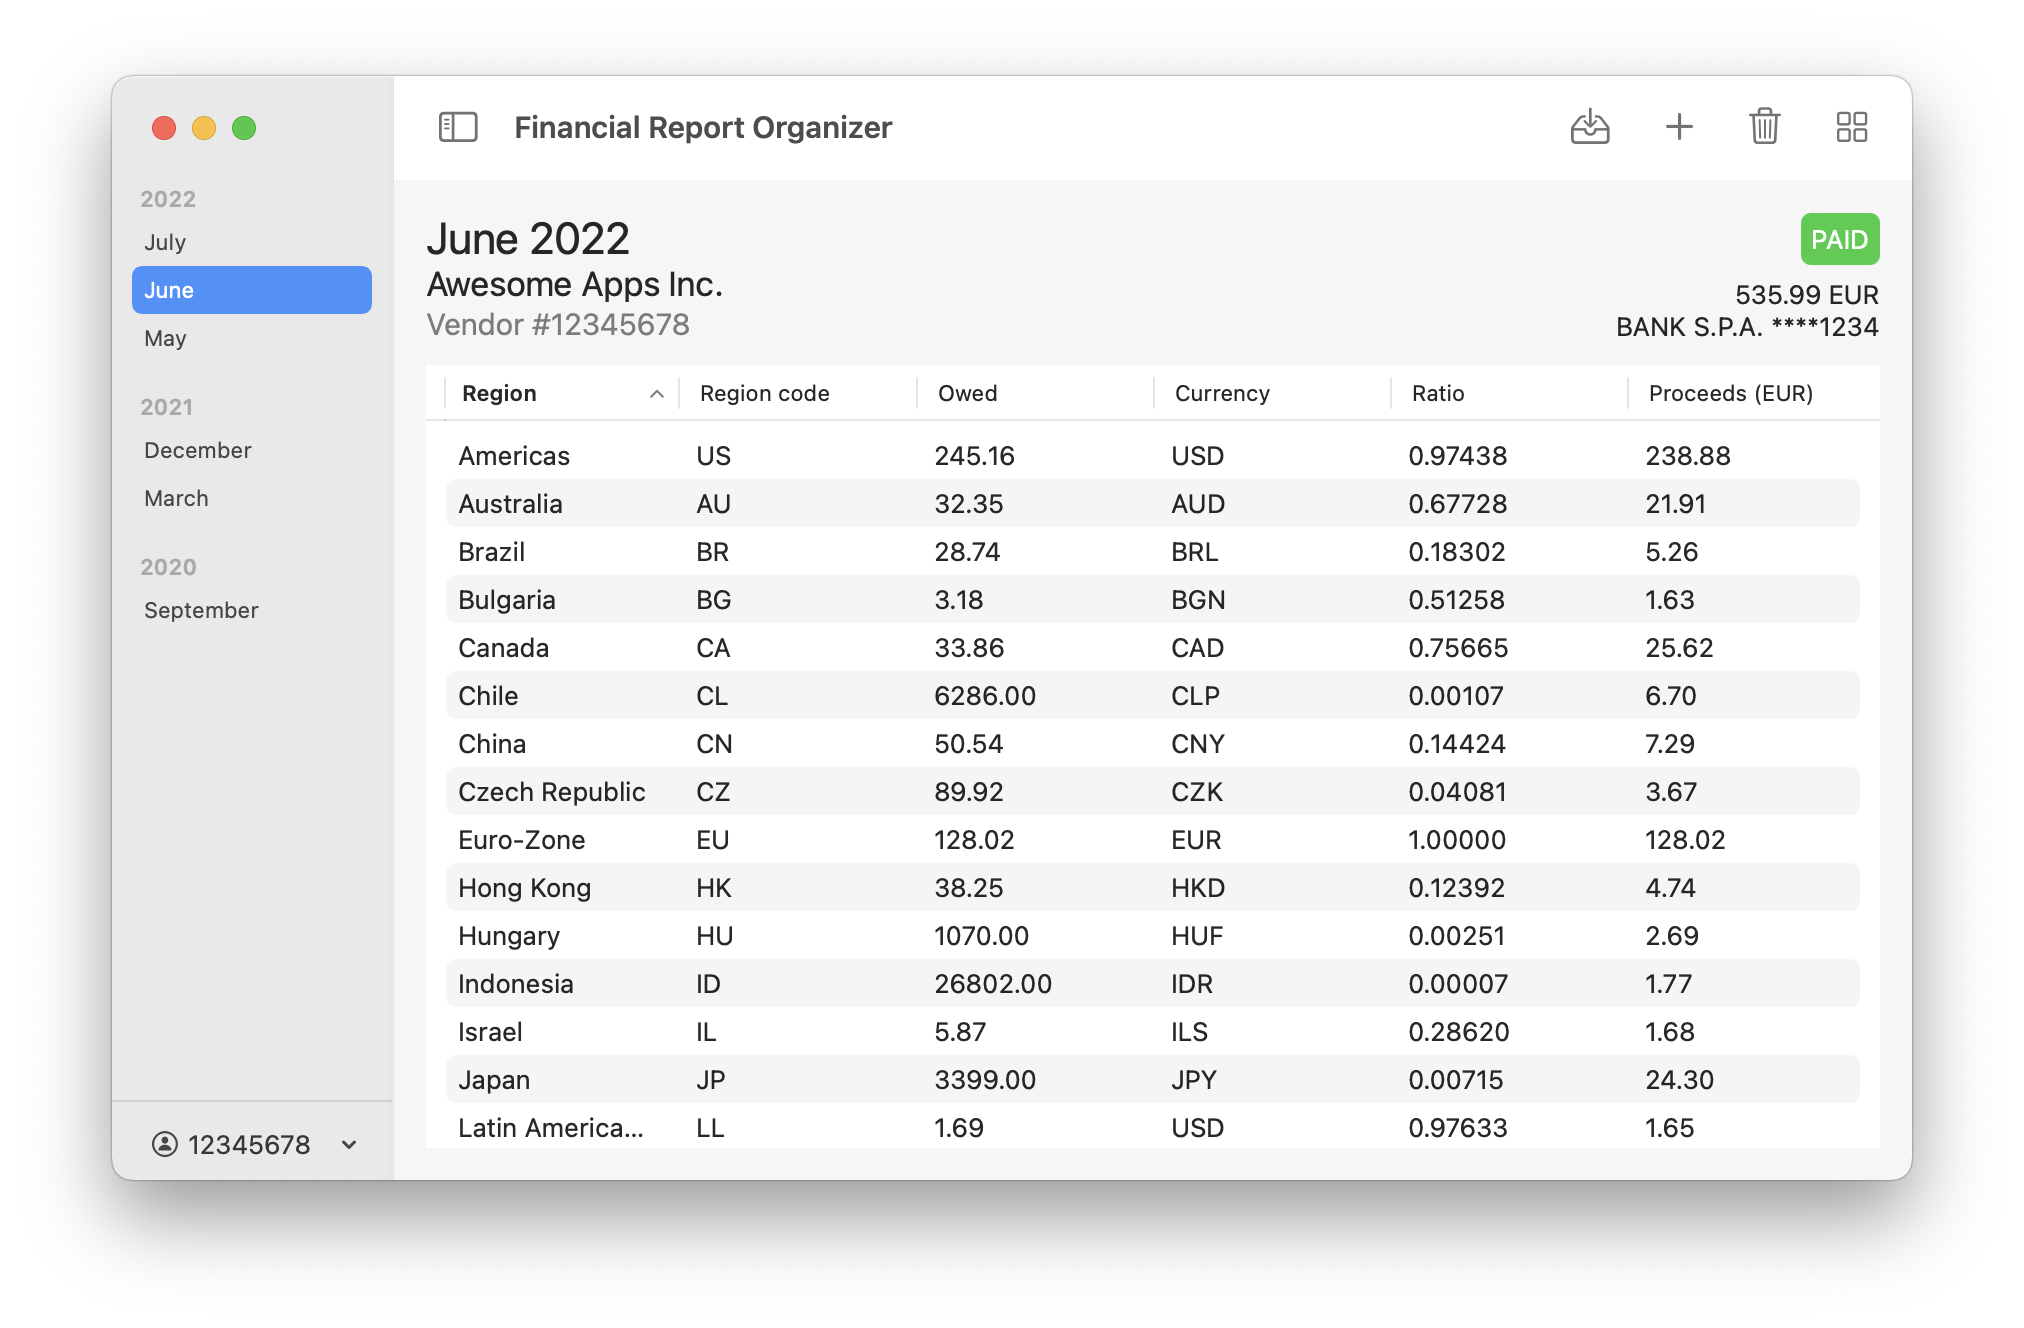 Financial Report Organizer
2022
July
June
May
2021
December
March
2020
September
12345678
June 2022
Awesome Apps Inc.
Vendor #12345678
PAID
535.99 EUR
BANK S.P.A. ****1234
Region Region code Owed Currency Ratio Proceeds (EUR)
Americas US 245.16 USD 0.97438 238.88
Australia AU 32.35 AUD 0.67728 21.91
Brazil BR 28.74 BRL 0.18302 5.26
Bulgaria BG 3.18 BGN 0.51258 1.63
Canada CA 33.86 CAD 0.75665 25.62
Chile CL 6286.00 CLP 0.00107 6.70
China CN 50.54 CNY 0.14424 7.29
Czech Republic CZ 89.92 CZK 0.04081 3.67
Euro-Zone EU 128.02 EUR 1.00000 128.02
Hong Kong HK 38.25 HKD 0.12392 4.74
Hungary HU 1070.00 HUF 0.00251 2.69
Indonesia ID 26802.00 IDR 0.00007 1.77
Israel IL 5.87 ILS 0.28620 1.68
Japan JP 3399.00 JPY 0.00715 24.30
Latin America... LL 1.69 USD 0.97633 1.65